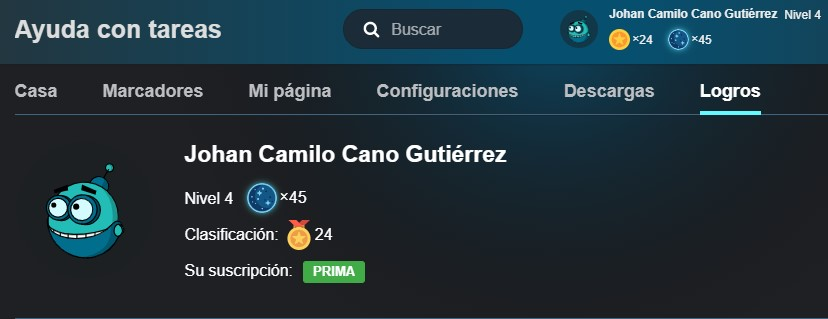 Ayuda con tareas
Buscar
Johan Camilo Cano Gutiérrez Nivel 4
×24 ×45
Casa Marcadores Mi página Configuraciones Descargas Logros
Johan Camilo Cano Gutiérrez
Nivel 4 ×45
Clasificación: 24
Su suscripción: PRIMA